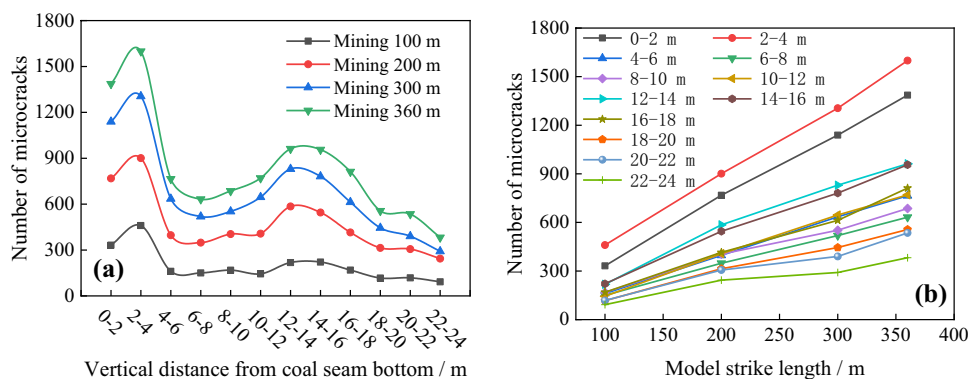 1800
1500
1200
900
600
300
0
Number of microcracks
Mining 100 m
Mining 200 m
Mining 300 m
Mining 360 m
(a)
0-2
2-4
4-6
6-8
8-10
10-12
12-14
14-16
16-18
18-20
20-22
22-24
Vertical distance from coal seam bottom / m
1800
1500
1200
900
600
300
0
Number of microcracks
0-2 m
2-4 m
4-6 m
6-8 m
8-10 m
10-12 m
12-14 m
14-16 m
16-18 m
18-20 m
20-22 m
22-24 m
(b)
100
150
200
250
300
350
400
Model strike length / m